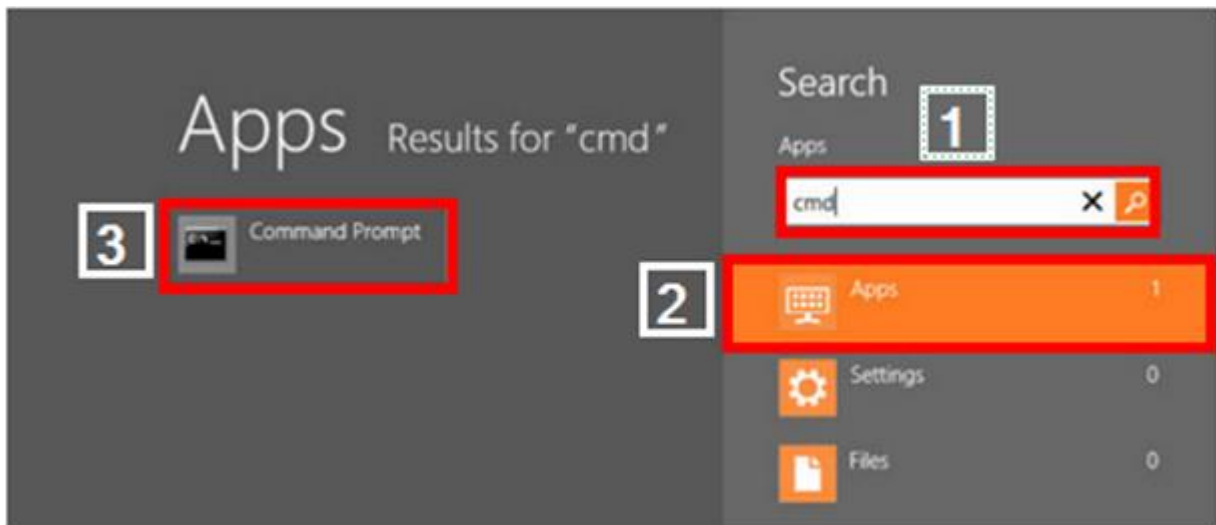 Apps Results for "cmd"
3
Command Prompt
Search
1
Apps
cmd
2
Apps 1
Settings 0
Files 0